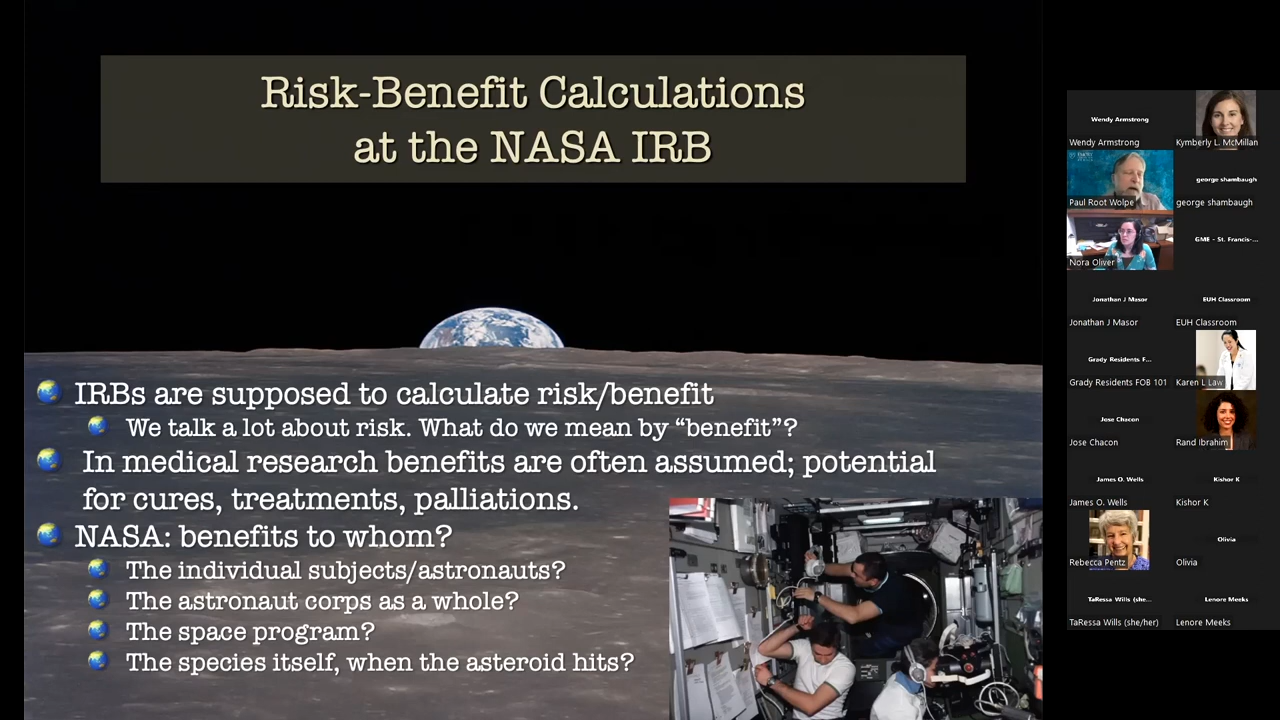 Risk-Benefit Calculations
at the NASA IRB
IRBs are supposed to calculate risk/benefit
We talk a lot about risk. What do we mean by “benefit”?
In medical research benefits are often assumed; potential
for cures, treatments, palliations.
NASA: benefits to whom?
The individual subjects/astronauts?
The astronaut corps as a whole?
The space program?
The species itself, when the asteroid hits?
Wendy Armstrong
Wendy Armstrong
Kymberly L. McMillan
Paul Root Wolpe
george shambaugh
george shambaugh
Nora Oliver
GME - St. Francis-...
Jonathan J Masor
Jonathan J Masor
EUH Classroom
EUH Classroom
Grady Residents F...
Grady Residents FOB 101
Karen L Law
Jose Chacon
Jose Chacon
Rand Ibrahim
James O. Wells
James O. Wells
Kishor K
Kishor K
Rebecca Pentz
Olivia
Olivia
TaRessa Wills (she...
TaRessa Wills (she/her)
Lenore Meeks
Lenore Meeks